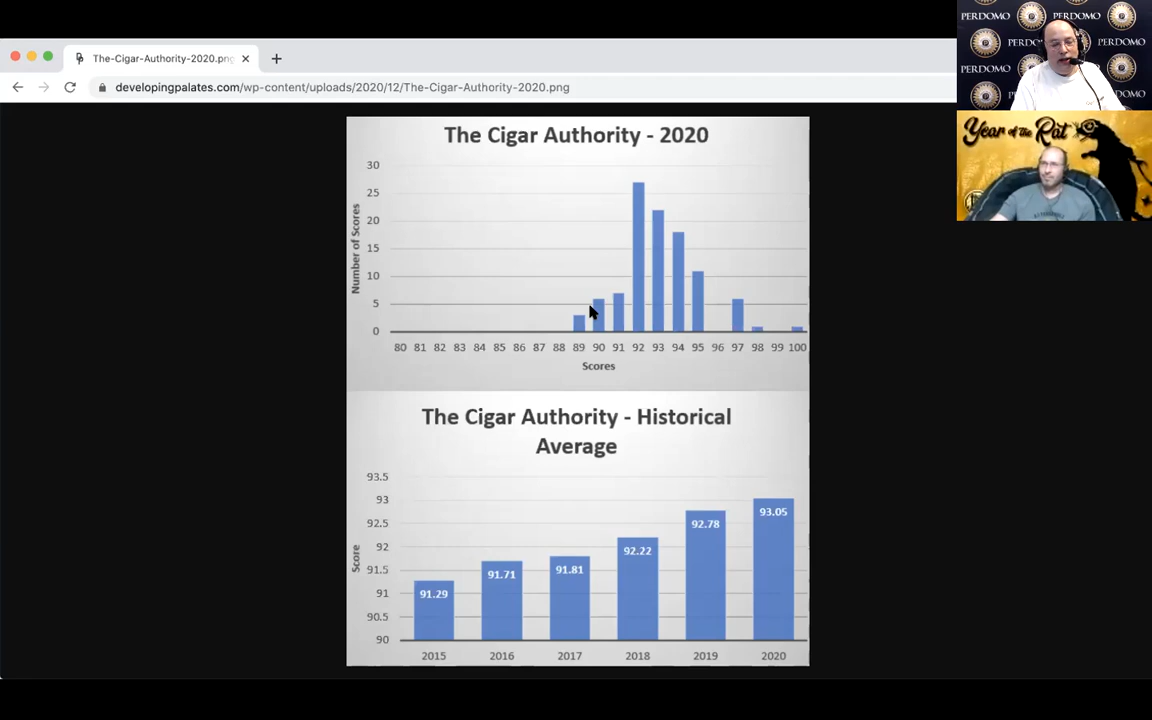 The-Cigar-Authority-2020.png
developingpalates.com/wp-content/uploads/2020/12/The-Cigar-Authority-2020.png
The Cigar Authority - 2020
Number of Scores
30
25
20
15
10
5
0
80 81 82 83 84 85 86 87 88 89 90 91 92 93 94 95 96 97 98 99 100
Scores
The Cigar Authority - Historical
Average
Score
93.5
93
92.5
92
91.5
91
90.5
90
91.29 91.71 91.81 92.22 92.78 93.05
2015 2016 2017 2018 2019 2020
PERDOMO PERDOMO
PERDOMO
PERDOMO PERDOMO
PERDOMO
Year of the Rat